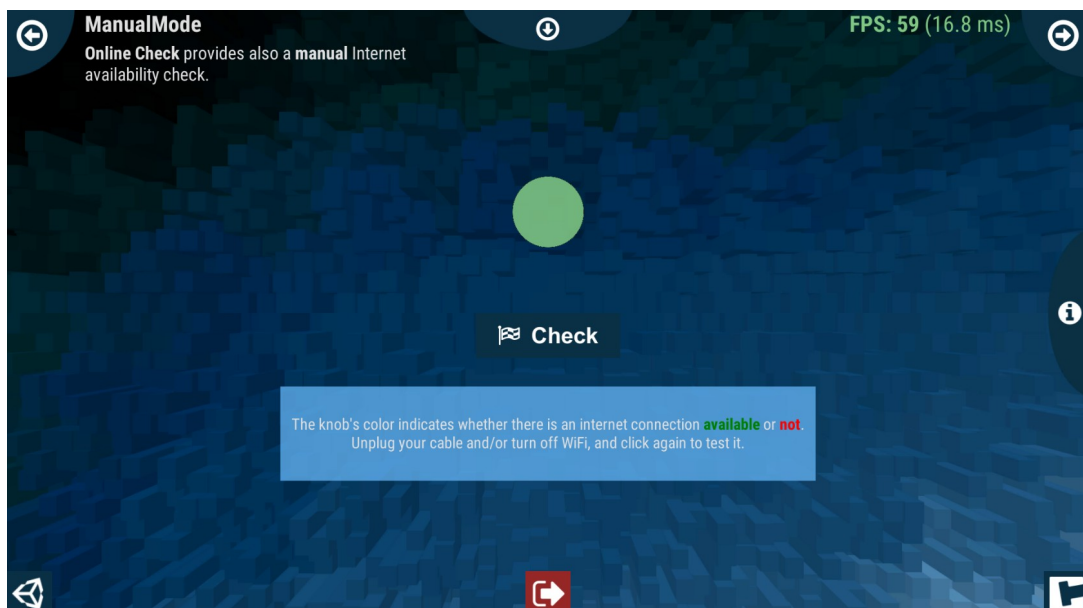 ManualMode
FPS: 59 (16.8 ms)
Online Check provides also a manual Internet
availability check.
Check
The knob's color indicates whether there is an internet connection available or not.
Unplug your cable and/or turn off WiFi, and click again to test it.